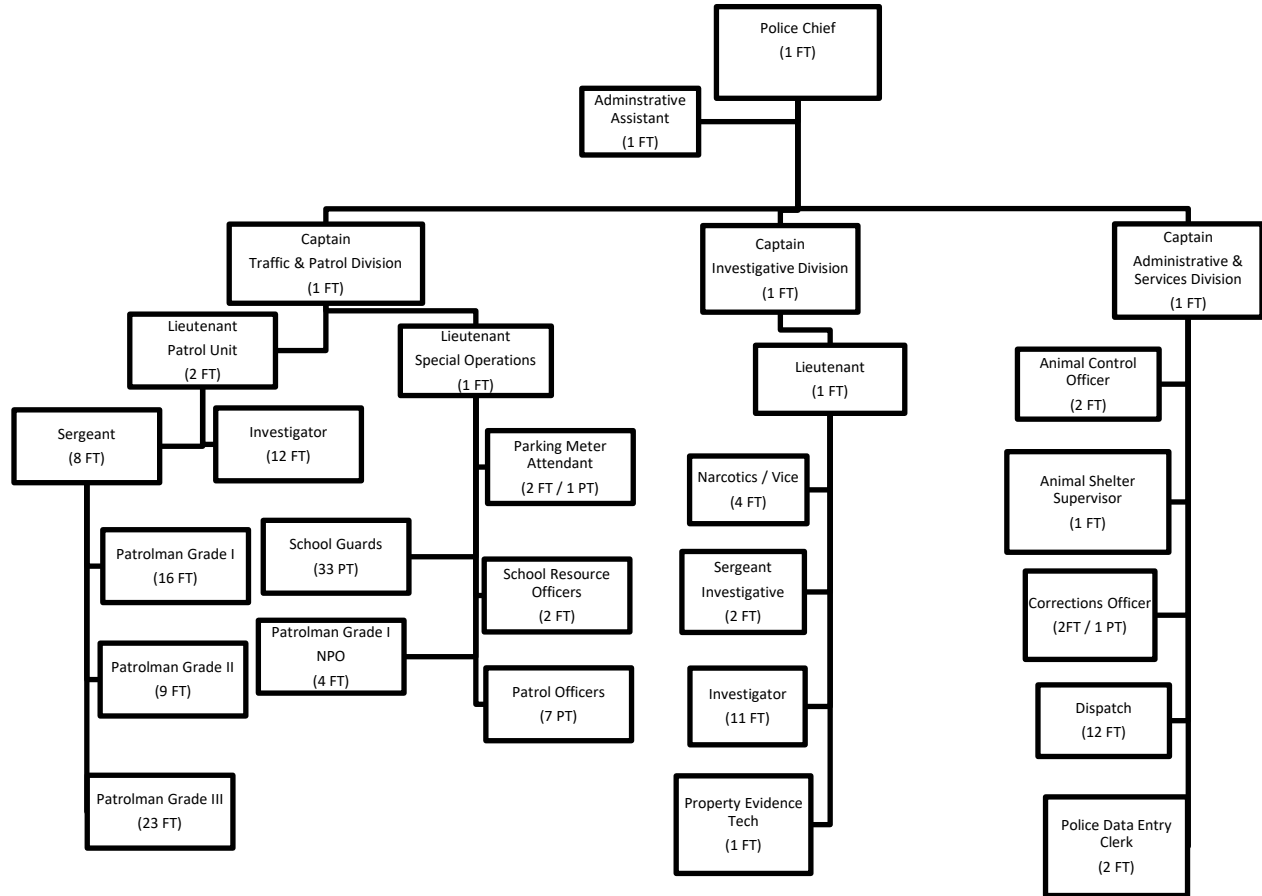 Police Chief
(1 FT)
Adminstrative
Assistant
(1 FT)
Captain
Traffic & Patrol Division
(1 FT)
Captain
Investigative Division
(1 FT)
Captain
Administrative &
Services Division
(1 FT)
Lieutenant
Patrol Unit
(2 FT)
Lieutenant
Special Operations
(1 FT)
Lieutenant
(1 FT)
Animal Control
Officer
(2 FT)
Sergeant
(8 FT)
Investigator
(12 FT)
Parking Meter
Attendant
(2 FT / 1 PT)
Narcotics / Vice
(4 FT)
Animal Shelter
Supervisor
(1 FT)
Patrolman Grade I
(16 FT)
School Guards
(33 PT)
School Resource
Officers
(2 FT)
Sergeant
Investigative
(2 FT)
Corrections Officer
(2FT / 1 PT)
Patrolman Grade II
(9 FT)
Patrolman Grade I
NPO
(4 FT)
Patrol Officers
(7 PT)
Investigator
(11 FT)
Dispatch
(12 FT)
Patrolman Grade III
(23 FT)
Property Evidence
Tech
(1 FT)
Police Data Entry
Clerk
(2 FT)